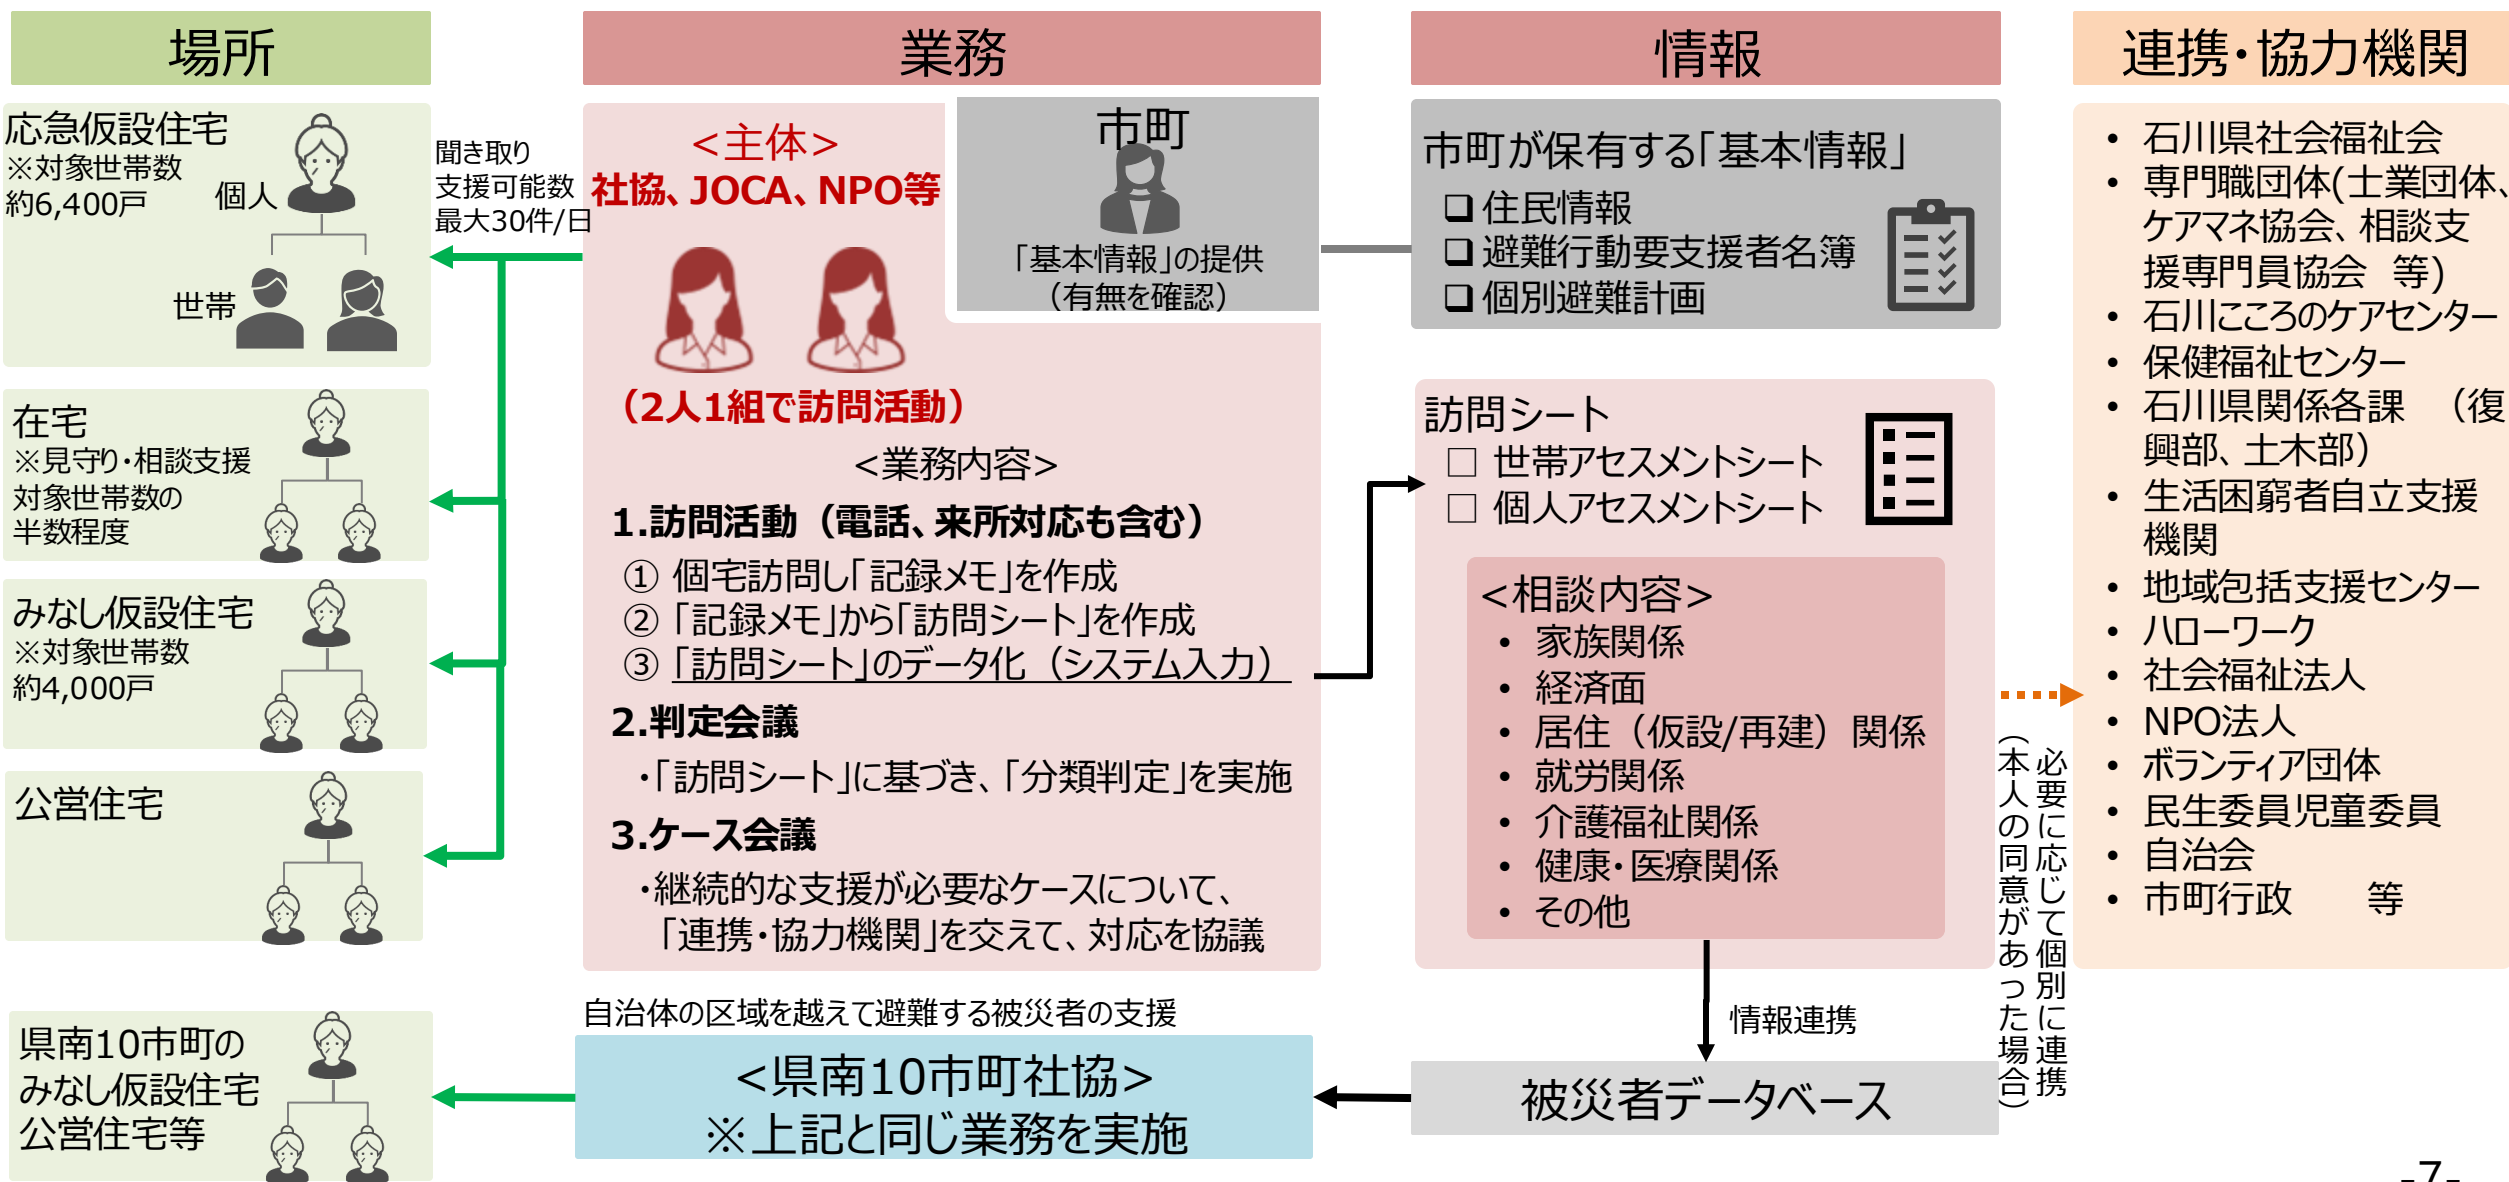 場所
応急仮設住宅
※対象世帯数
約6,400戸
個人
世帯
聞き取り
支援可能数
最大30件/日
在宅
※見守り・相談支援
対象世帯数の
半数程度
みなし仮設住宅
※対象世帯数
約4,000戸
公営住宅
県南10市町の
みなし仮設住宅
公営住宅等
業務
<主体>
社協、JOCA、NPO等
（2人1組で訪問活動）
市町
「基本情報」の提供
（有無を確認）
<業務内容>
1.訪問活動（電話、来所対応も含む）
① 個宅訪問し「記録メモ」を作成
② 「記録メモ」から「訪問シート」を作成
③ 「訪問シート」のデータ化（システム入力）
2.判定会議
・「訪問シート」に基づき、「分類判定」を実施
3.ケース会議
・継続的な支援が必要なケースについて、
「連携・協力機関」を交えて、対応を協議
自治体の区域を越えて避難する被災者の支援
<県南10市町社協>
※上記と同じ業務を実施
情報
市町が保有する「基本情報」
❑ 住民情報
❑ 避難行動要支援者名簿
❑ 個別避難計画
訪問シート
□ 世帯アセスメントシート
□ 個人アセスメントシート
<相談内容>
• 家族関係
• 経済面
• 居住（仮設/再建）関係
• 就労関係
• 介護福祉関係
• 健康・医療関係
• その他
情報連携
被災者データベース
必要に応じて個別に連携
（本人の同意があった場合）
連携・協力機関
• 石川県社会福祉会
• 専門職団体(士業団体、
ケアマネ協会、相談支
援専門員協会　等)
• 石川こころのケアセンター
• 保健福祉センター
• 石川県関係各課　（復
興部、土木部）
• 生活困窮者自立支援
機関
• 地域包括支援センター
• ハローワーク
• 社会福祉法人
• NPO法人
• ボランティア団体
• 民生委員児童委員
• 自治会
• 市町行政　　等
-7-